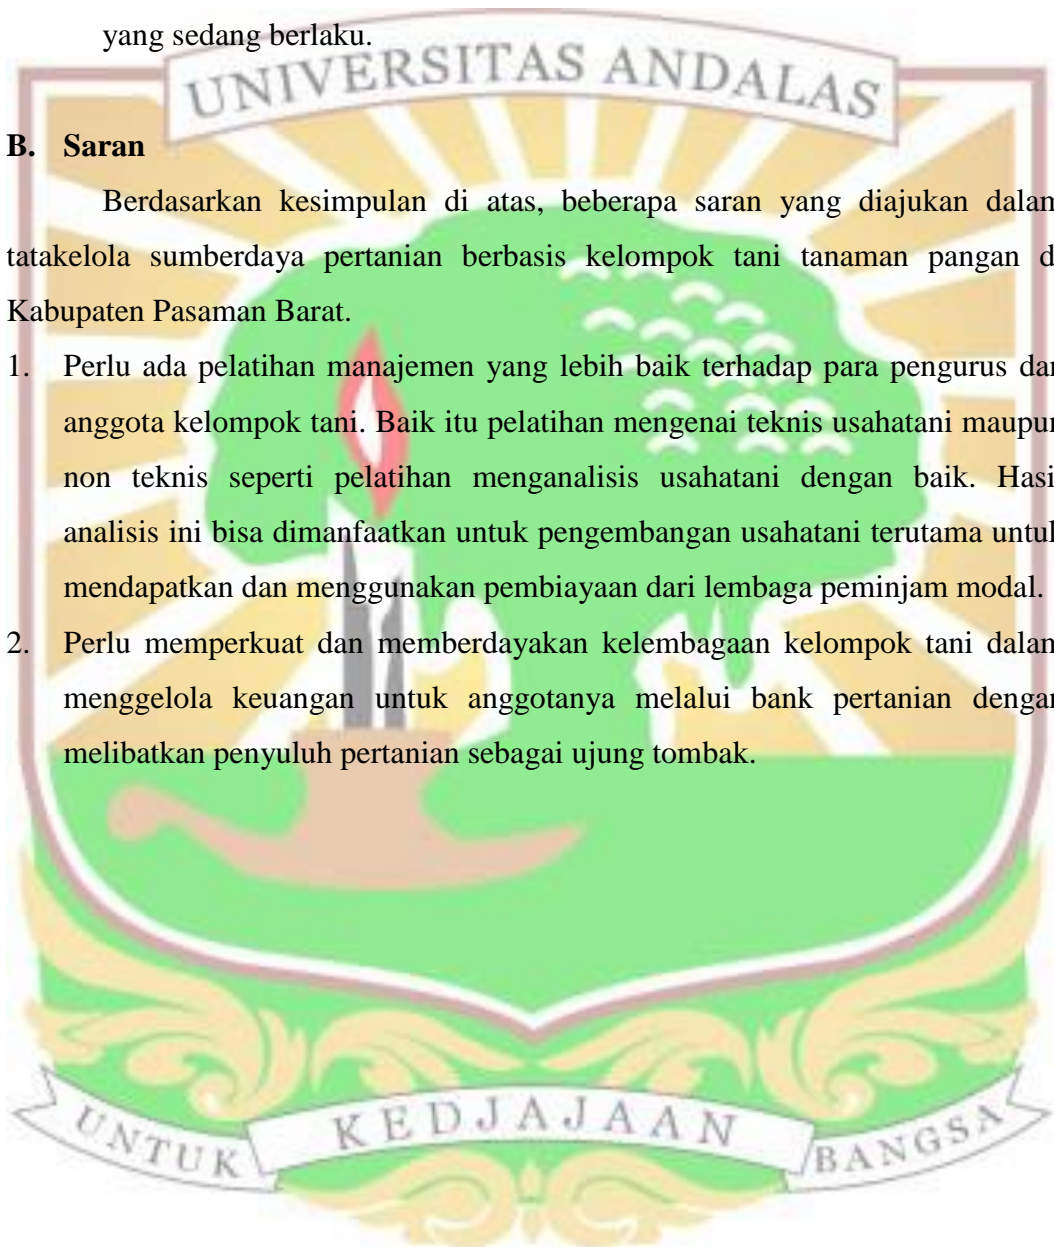 yang sedang berlaku.
UNIVERSITAS ANDALAS
B. Saran
Berdasarkan kesimpulan di atas, beberapa saran yang diajukan dalam
tatakelola sumberdaya pertanian berbasis kelompok tani tanaman pangan di
Kabupaten Pasaman Barat.
1. Perlu ada pelatihan manajemen yang lebih baik terhadap para pengurus dan
anggota kelompok tani. Baik itu pelatihan mengenai teknis usahatani maupun
non teknis seperti pelatihan menganalisis usahatani dengan baik. Hasil
analisis ini bisa dimanfaatkan untuk pengembangan usahatani terutama untuk
mendapatkan dan menggunakan pembiayaan dari lembaga peminjam modal.
2. Perlu memperkuat dan memberdayakan kelembagaan kelompok tani dalam
menggelola keuangan untuk anggotanya melalui bank pertanian dengan
melibatkan penyuluh pertanian sebagai ujung tombak.
UNTUK KEDJAJAAN BANGSA